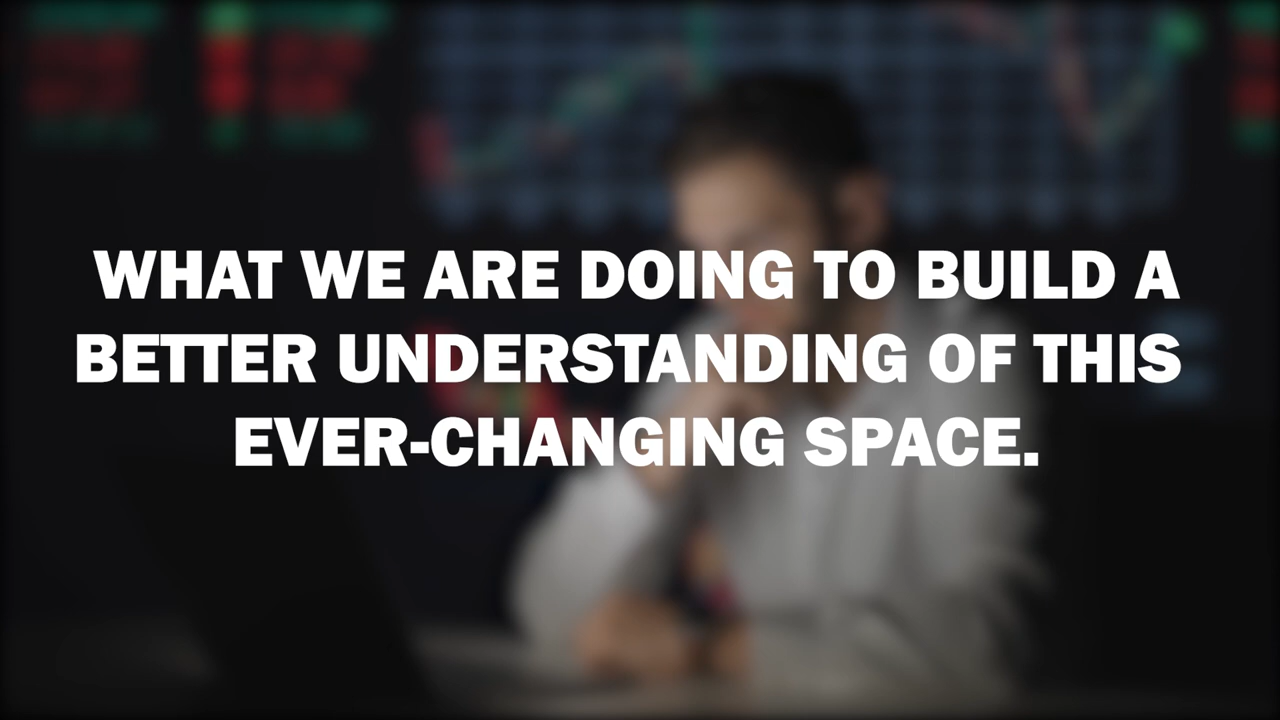 WHAT WE ARE DOING TO BUILD A
BETTER UNDERSTANDING OF THIS
EVER-CHANGING SPACE.